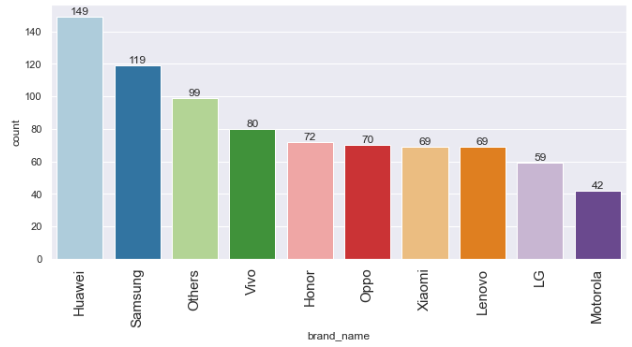 149
119
99
80
72
70
69
69
59
42
140
120
100
80
60
40
20
0
count
Huawei
Samsung
Others
Vivo
Honor
Oppo
Xiaomi
Lenovo
LG
Motorola
brand_name